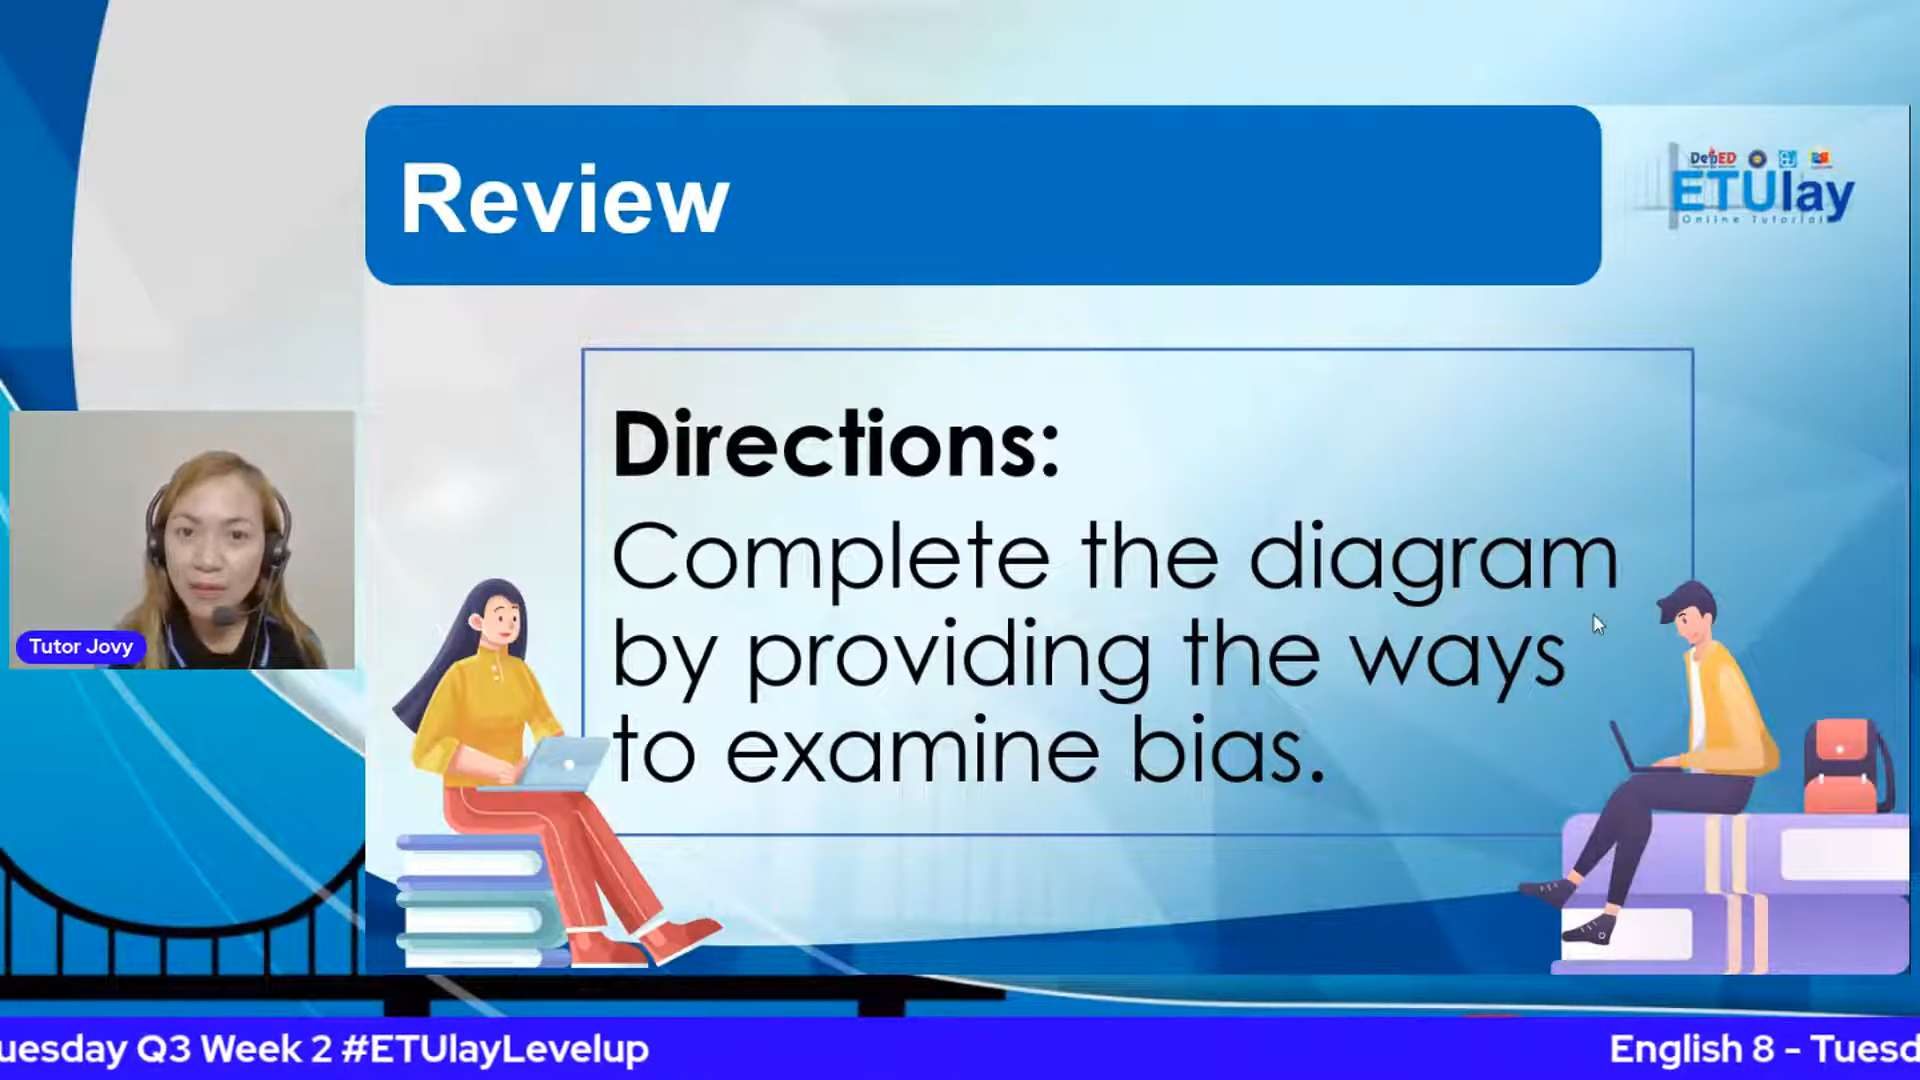 Review
DepED
ETUlay
Online Tutorial
Directions:
Complete the diagram
by providing the ways
to examine bias.
Tutor Jovy
uesday Q3 Week 2 #ETUlayLevelup
English 8 - Tuesd